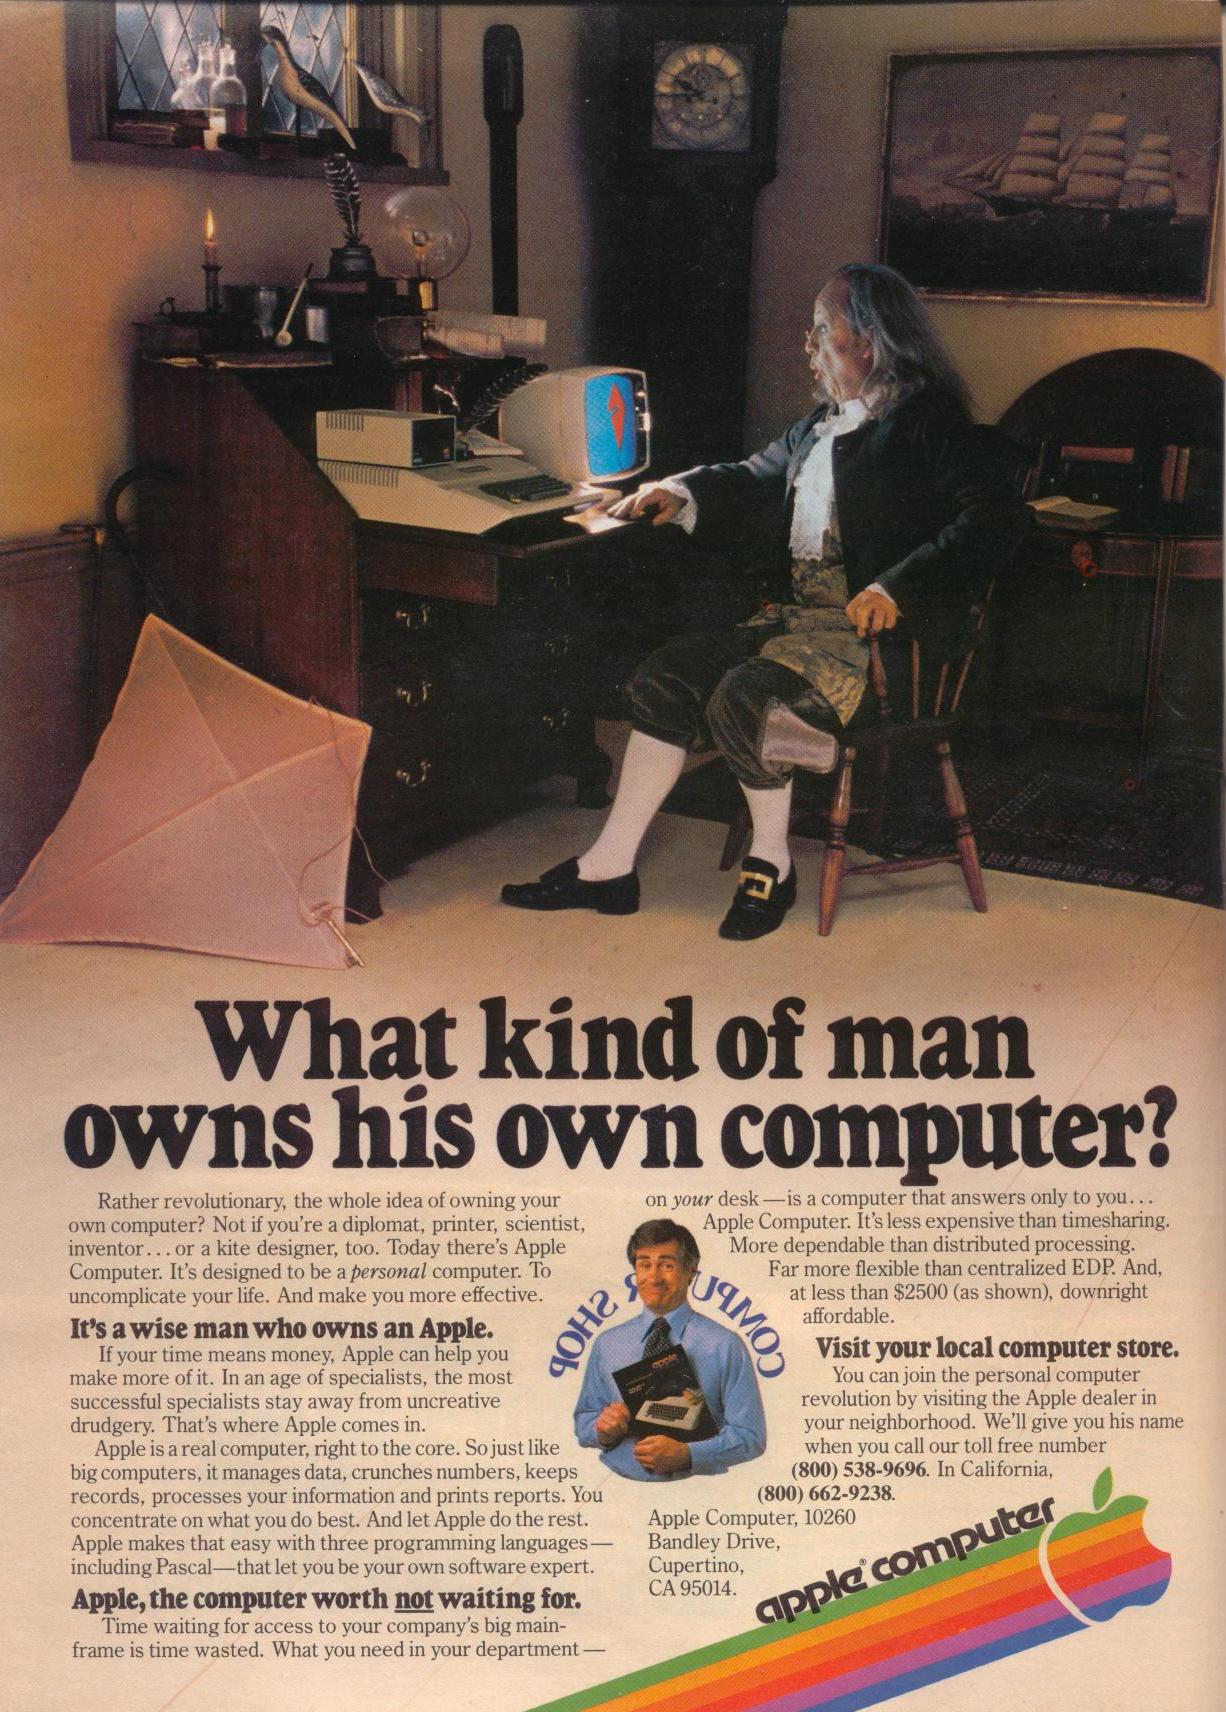 What kind of man
owns his own computer?
Rather revolutionary, the whole idea of owning your
own computer? Not if you're a diplomat, printer, scientist,
inventor... or a kite designer, too. Today there's Apple
Computer. It's designed to be a personal computer. To
uncomplicate your life. And make you more effective.
It's a wise man who owns an Apple.
If your time means money, Apple can help you
make more of it. In an age of specialists, the most
successful specialists stay away from uncreative
drudgery. That's where Apple comes in.
Apple is a real computer, right to the core. So just like
big computers, it manages data, crunches numbers, keeps
records, processes your information and prints reports. You
concentrate on what you do best. And let Apple do the rest.
Apple makes that easy with three programming languages—
including Pascal—that let you be your own software expert.
Apple, the computer worth not waiting for.
Time waiting for access to your company's big main-
frame is time wasted. What you need in your department—
on your desk—is a computer that answers only to you...
Apple Computer. It's less expensive than timesharing.
More dependable than distributed processing.
Far more flexible than centralized EDP. And,
at less than $2500 (as shown), downright
affordable.
Visit your local computer store.
You can join the personal computer
revolution by visiting the Apple dealer in
your neighborhood. We'll give you his name
when you call our toll free number
(800) 538-9696. In California,
(800) 662-9238.
Apple Computer, 10260
Bandley Drive,
Cupertino,
CA 95014.
COMPUTER SHOP
apple
apple® computer